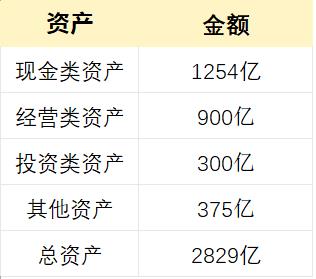 资产 金额
现金类资产 1254亿
经营类资产 900亿
投资类资产 300亿
其他资产 375亿
总资产 2829亿